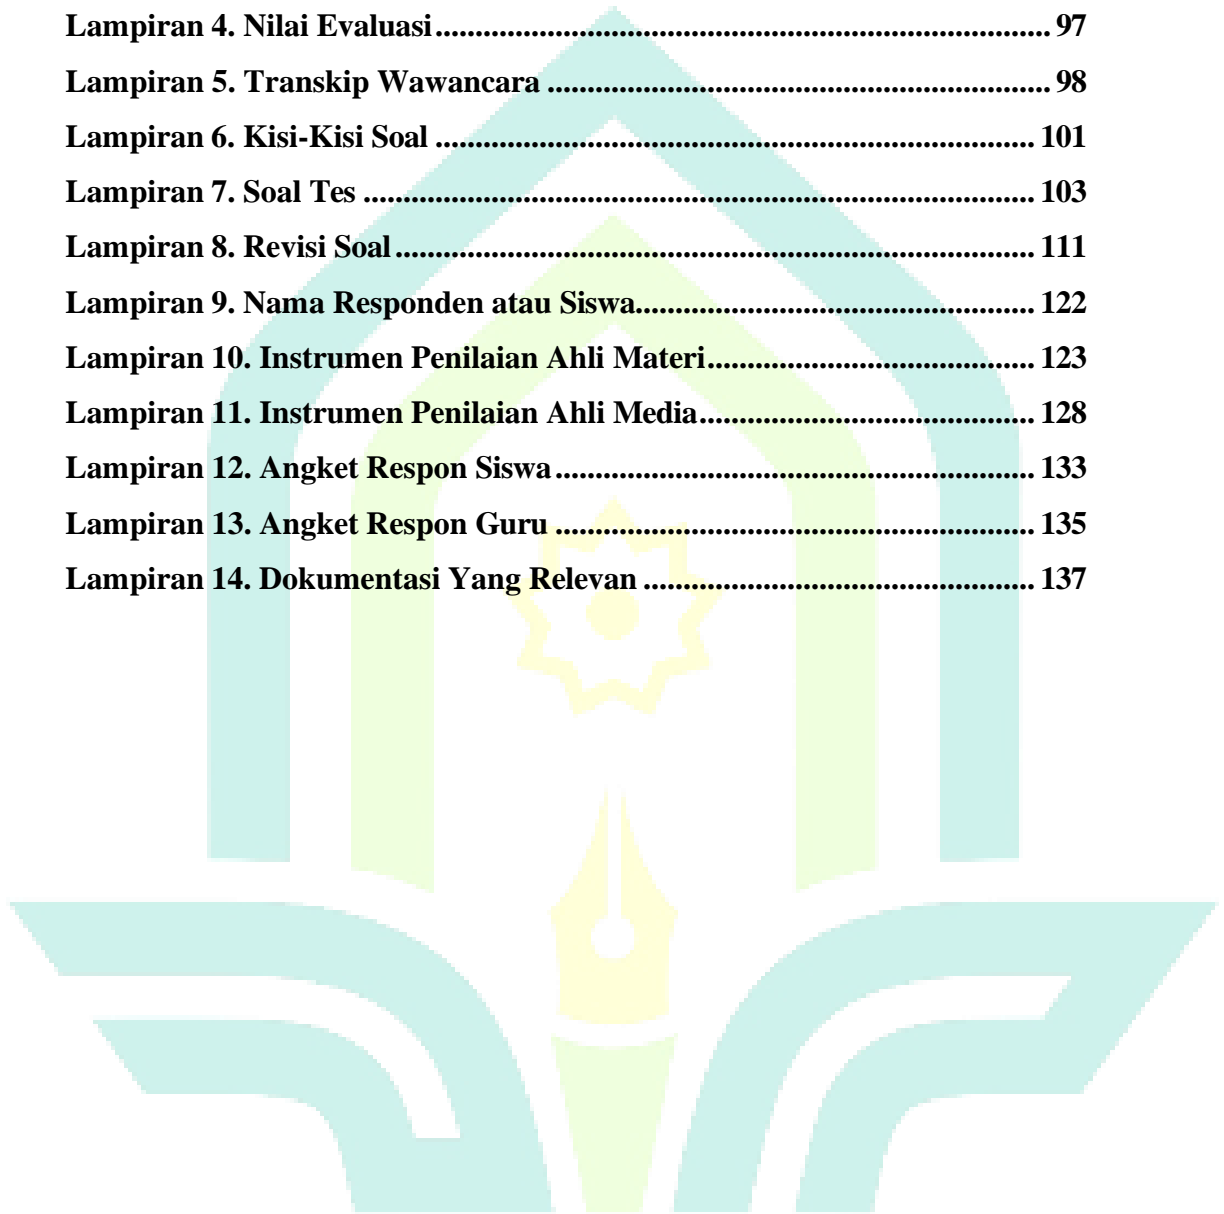 Lampiran 4. Nilai Evaluasi.............................................................................. 97
Lampiran 5. Transkip Wawancara ................................................................ 98
Lampiran 6. Kisi-Kisi Soal ............................................................................ 101
Lampiran 7. Soal Tes ..................................................................................... 103
Lampiran 8. Revisi Soal................................................................................. 111
Lampiran 9. Nama Responden atau Siswa................................................... 122
Lampiran 10. Instrumen Penilaian Ahli Materi.......................................... 123
Lampiran 11. Instrumen Penilaian Ahli Media........................................... 128
Lampiran 12. Angket Respon Siswa............................................................. 133
Lampiran 13. Angket Respon Guru ............................................................. 135
Lampiran 14. Dokumentasi Yang Relevan .................................................. 137